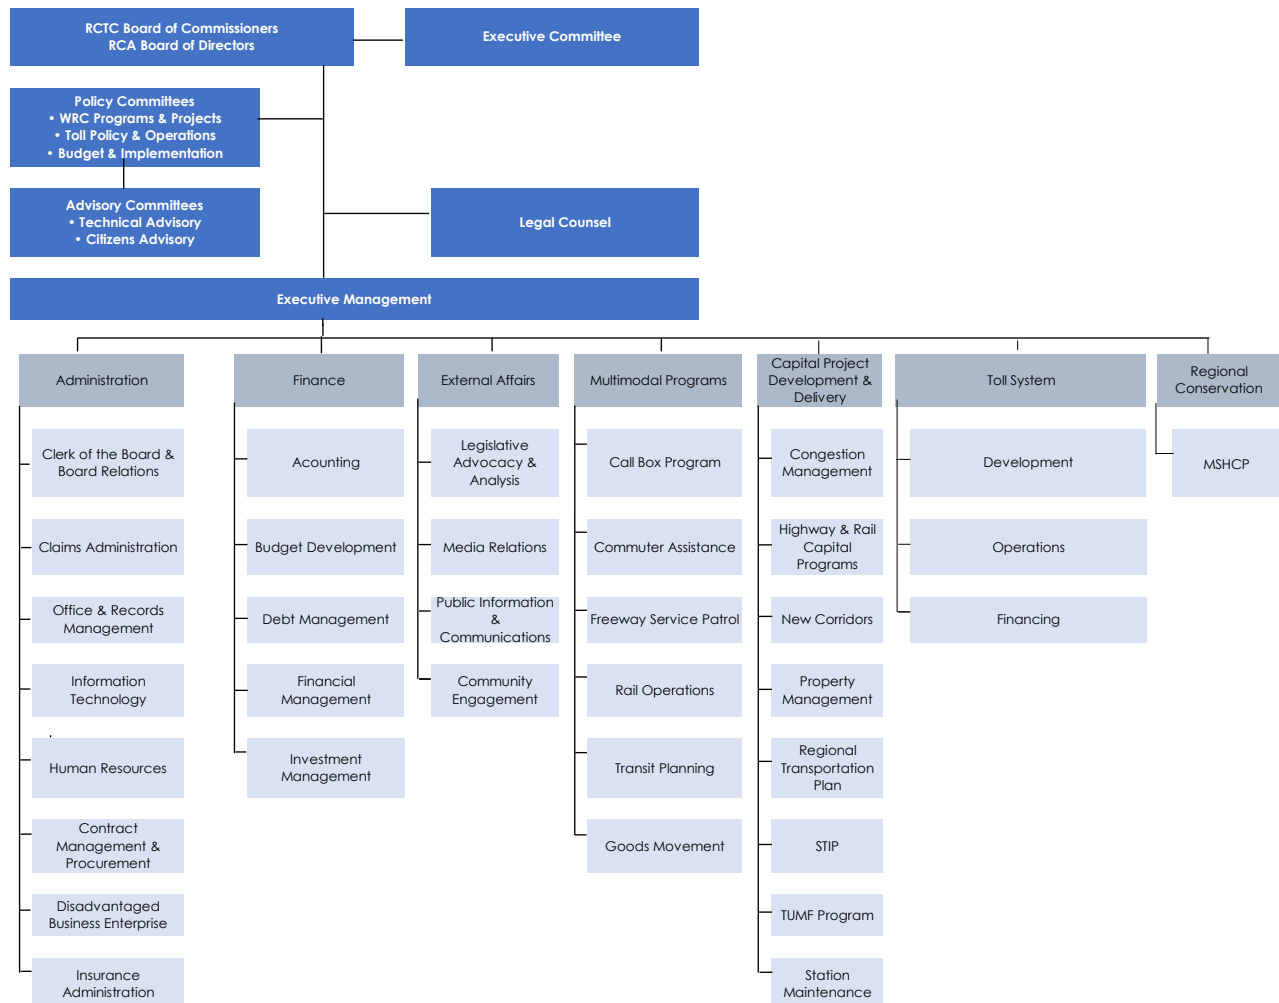 RCTC Board of Commissioners
RCA Board of Directors
Executive Committee
Policy Committees
• WRC Programs & Projects
• Toll Policy & Operations
• Budget & Implementation
Advisory Committees
• Technical Advisory
• Citizens Advisory
Legal Counsel
Executive Management
Administration
Clerk of the Board &
Board Relations
Claims Administration
Office & Records
Management
Information
Technology
Human Resources
Contract
Management &
Procurement
Disadvantaged
Business Enterprise
Insurance
Administration
Finance
Acounting
Budget Development
Debt Management
Financial
Management
Investment
Management
External Affairs
Legislative
Advocacy &
Analysis
Media Relations
Public Information
&
Communications
Community
Engagement
Multimodal Programs
Call Box Program
Commuter Assistance
Freeway Service Patrol
Rail Operations
Transit Planning
Goods Movement
Capital Project
Development &
Delivery
Congestion
Management
Highway & Rail
Capital
Programs
New Corridors
Property
Management
Regional
Transportation
Plan
STIP
TUMF Program
Station
Maintenance
Toll System
Development
Operations
Financing
Regional
Conservation
MSHCP